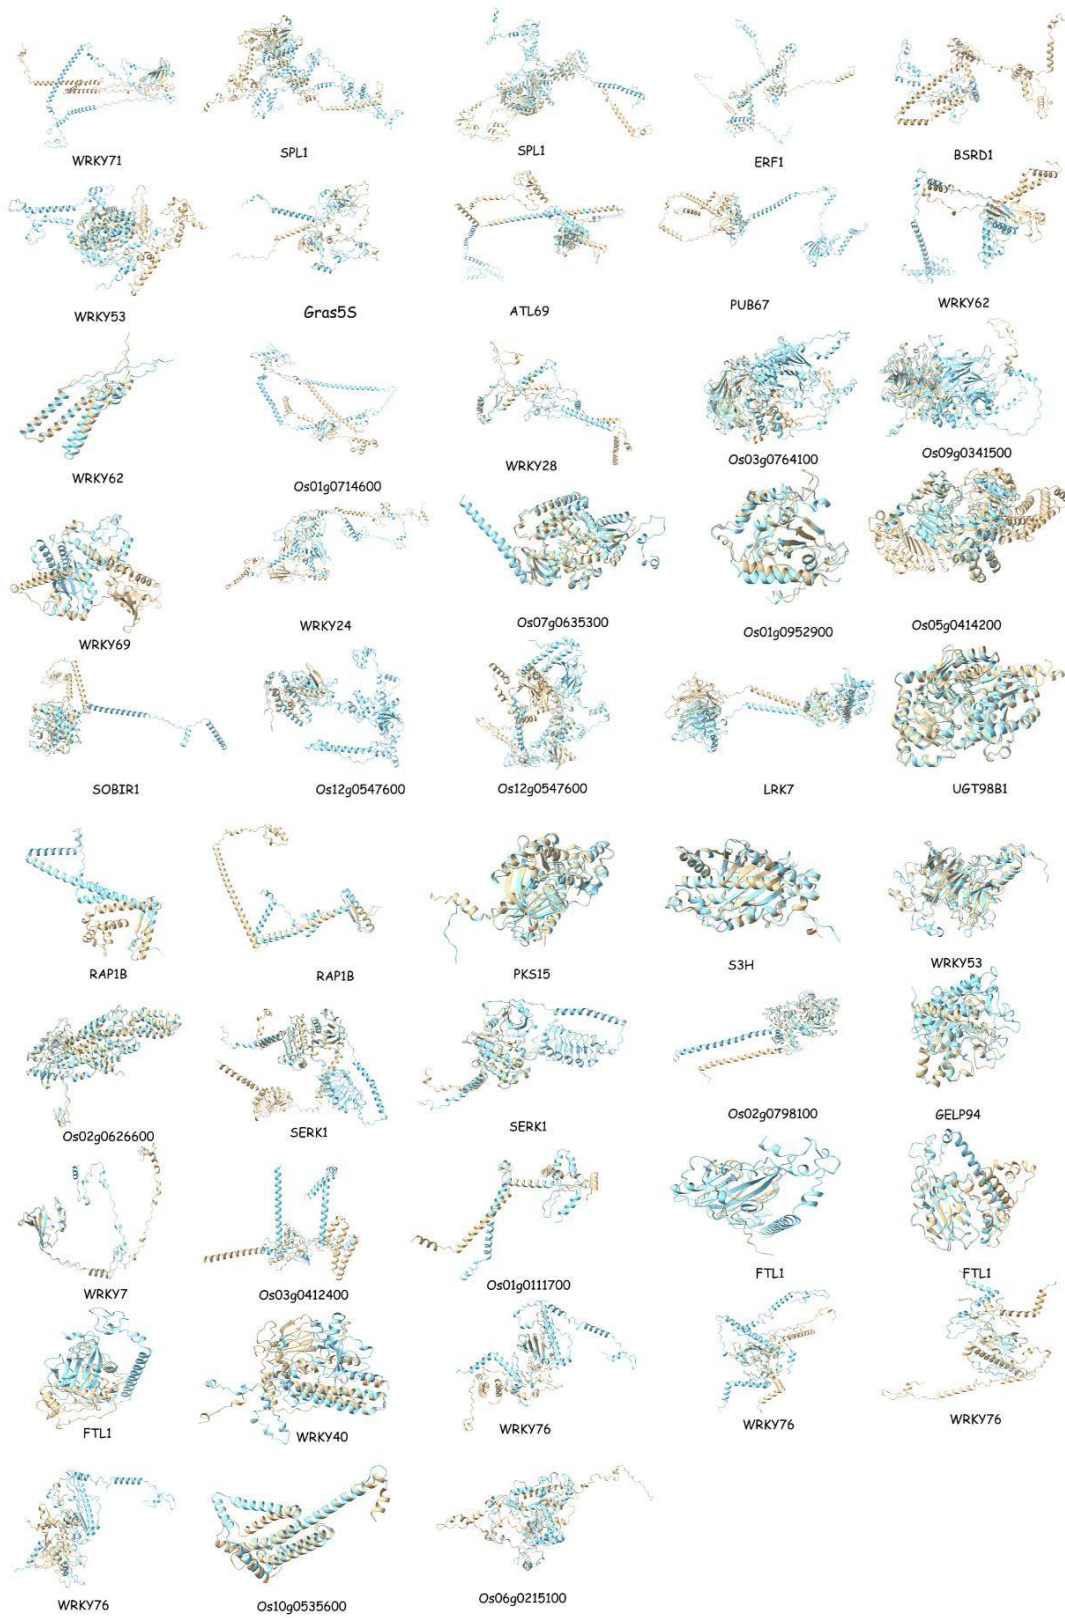 WRKY71
SPL1
SPL1
ERF1
BSRD1
WRKY53
Gras5S
ATL69
PUB67
WRKY62
WRKY62
Os01g0714600
WRKY28
Os03g0764100
Os09g0341500
WRKY69
WRKY24
Os07g0635300
Os01g0952900
Os05g0414200
SOBIR1
Os12g0547600
Os12g0547600
LRK7
UGT98B1
RAP1B
RAP1B
PKS15
S3H
WRKY53
Os02g0626600
SERK1
SERK1
Os02g0798100
GELP94
WRKY7
Os03g0412400
Os01g0111700
FTL1
FTL1
FTL1
WRKY40
WRKY76
WRKY76
WRKY76
WRKY76
Os10g0535600
Os06g0215100